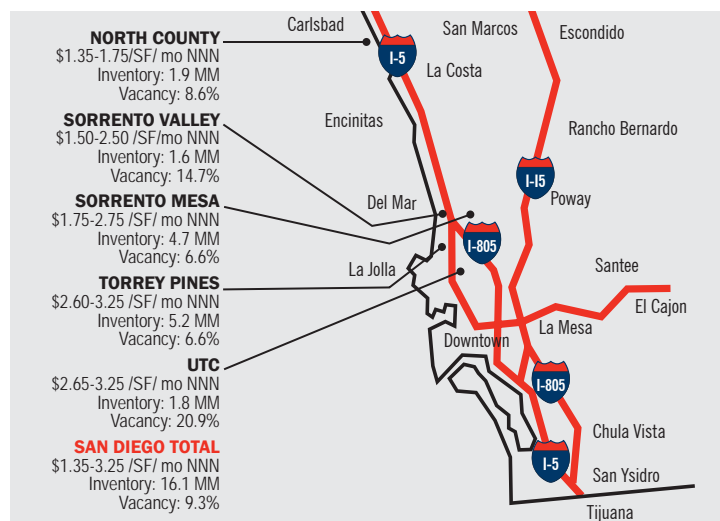 NORTH COUNTY
$1.35-1.75/SF/ mo NNN
Inventory: 1.9 MM
Vacancy: 8.6%
SORRENTO VALLEY
$1.50-2.50 /SF/mo NNN
Inventory: 1.6 MM
Vacancy: 14.7%
SORRENTO MESA
$1.75-2.75 /SF/ mo NNN
Inventory: 4.7 MM
Vacancy: 6.6%
TORREY PINES
$2.60-3.25 /SF/ mo NNN
Inventory: 5.2 MM
Vacancy: 6.6%
UTC
$2.65-3.25 /SF/ mo NNN
Inventory: 1.8 MM
Vacancy: 20.9%
SAN DIEGO TOTAL
$1.35-3.25 /SF/ mo NNN
Inventory: 16.1 MM
Vacancy: 9.3%
Carlsbad
San Marcos
Escondido
I-5
La Costa
Encinitas
Rancho Bernardo
I-I5
Poway
Del Mar
I-805
La Jolla
Santee
El Cajon
La Mesa
Downtown
I-805
Chula Vista
I-5
San Ysidro
Tijuana